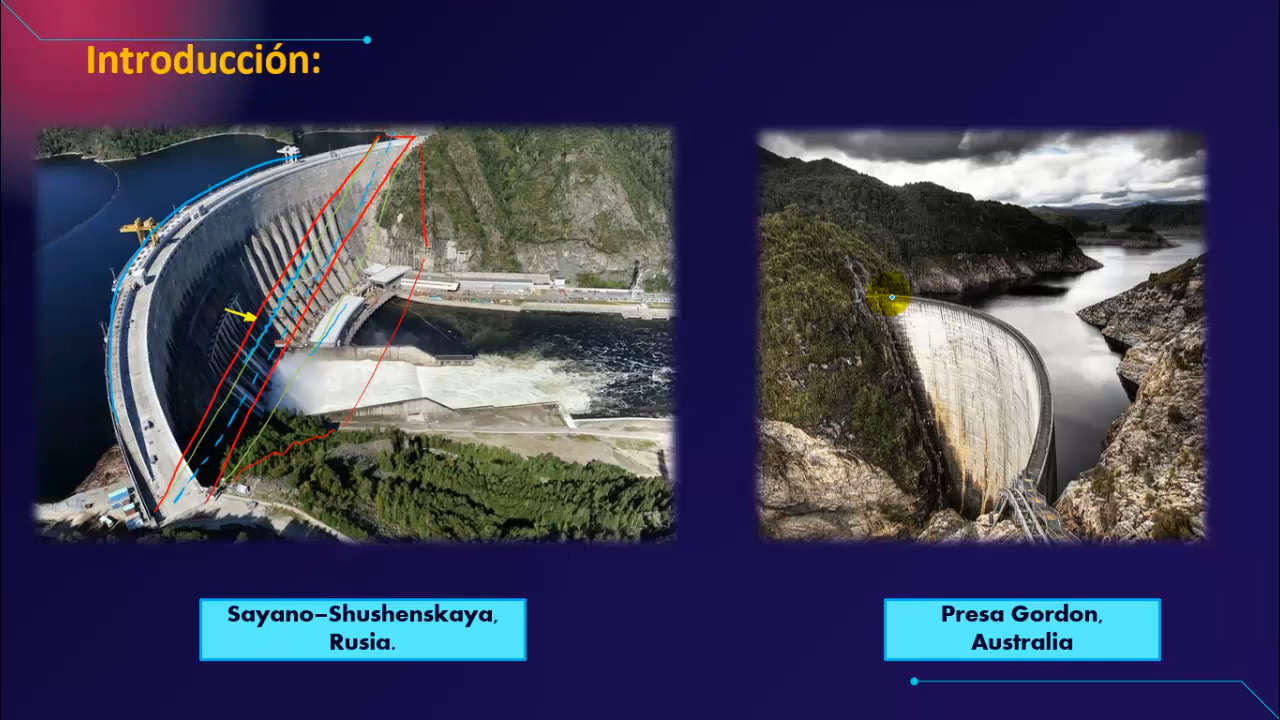 Introducción:
Sayano–Shushenskaya,
Rusia.
Presa Gordon,
Australia